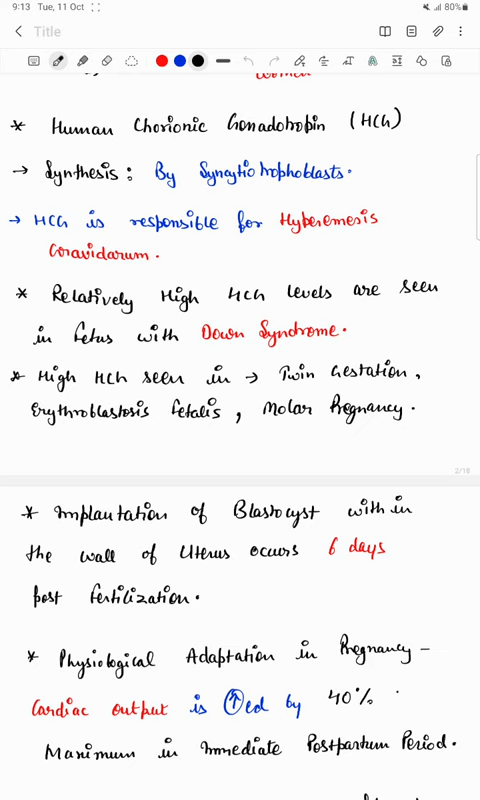 9:13 Tue, 11 Oct 80%
Title
women
* Human Chorionic Gonadotropin (HCG)
→ Synthesis: By Syncytiotrophoblasts.
→ HCG is responsible for Hyperemesis
Gravidarum.
* Relatively High HCG levels are seen
in fetus with Down Syndrome.
* High HCG seen in → Twin Gestation,
Erythroblastosis fetalis, Molar Pregnancy.
2/18
* Implantation of Blastocyst with in
the wall of Uterus occurs 6 days
post fertilization.
* Physiological Adaptation in Pregnancy -
Cardiac output is ↑ed by 40%
Maximum in Immediate Postpartum Period.